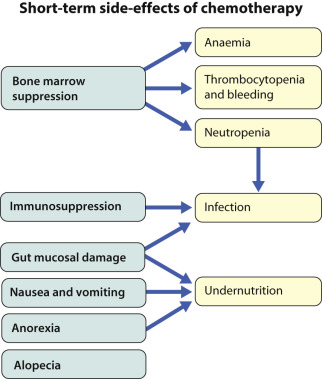 Short-term side-effects of chemotherapy
Bone marrow
suppression
Anaemia
Thrombocytopenia
and bleeding
Neutropenia
Immunosuppression
Infection
Gut mucosal damage
Nausea and vomiting
Undernutrition
Anorexia
Alopecia